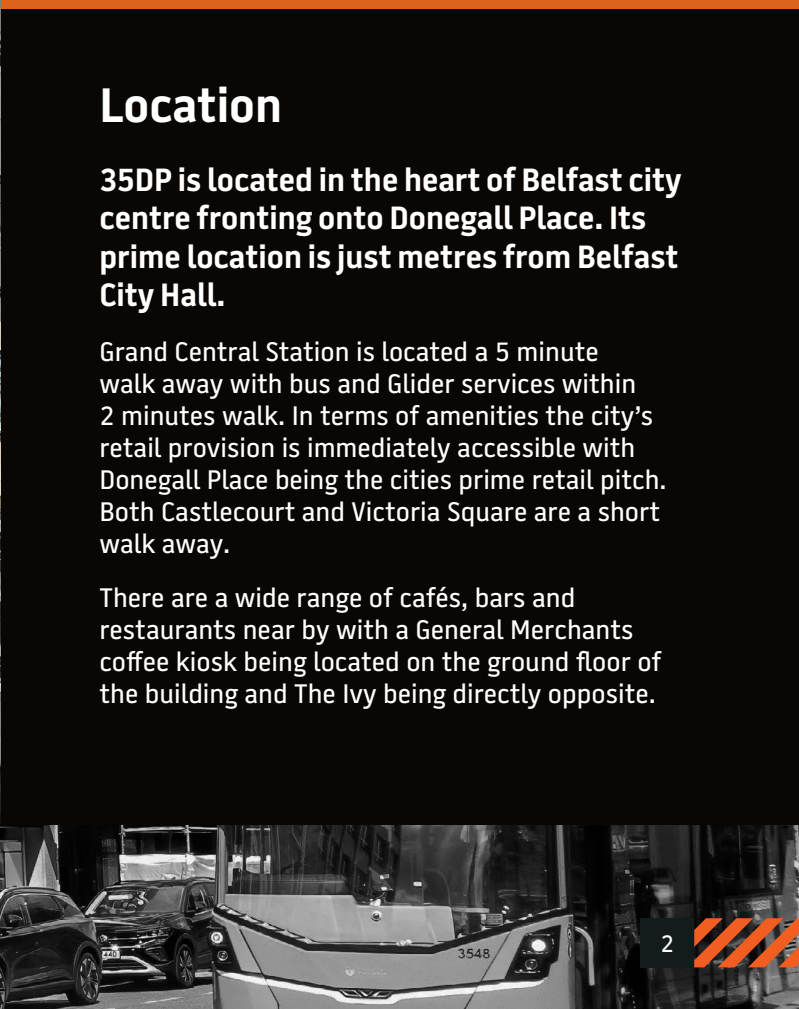 Location
35DP is located in the heart of Belfast city
centre fronting onto Donegall Place. Its
prime location is just metres from Belfast
City Hall.
Grand Central Station is located a 5 minute
walk away with bus and Glider services within
2 minutes walk. In terms of amenities the city’s
retail provision is immediately accessible with
Donegall Place being the cities prime retail pitch.
Both Castlecourt and Victoria Square are a short
walk away.
There are a wide range of cafés, bars and
restaurants near by with a General Merchants
coffee kiosk being located on the ground floor of
the building and The Ivy being directly opposite.
3548
2